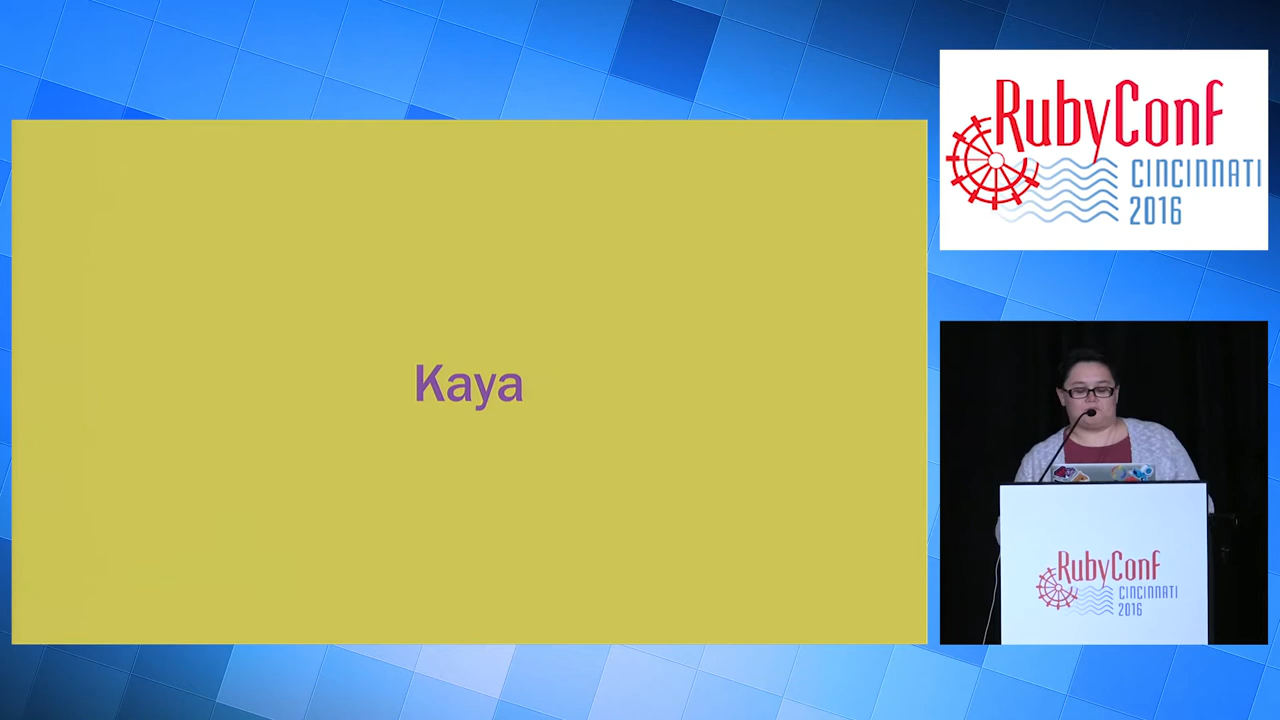 Kaya
RubyConf
CINCINNATI
2016
RubyConf
CINCINNATI
2016